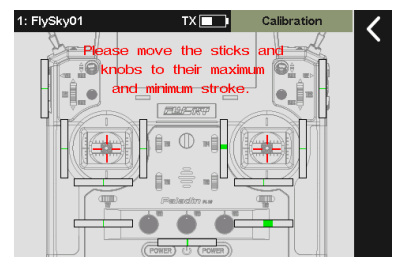 1: FlySky01 TX Calibration
Please move the sticks and
knobs to their maximum
and minimum stroke.
Paladin
POWER POWER